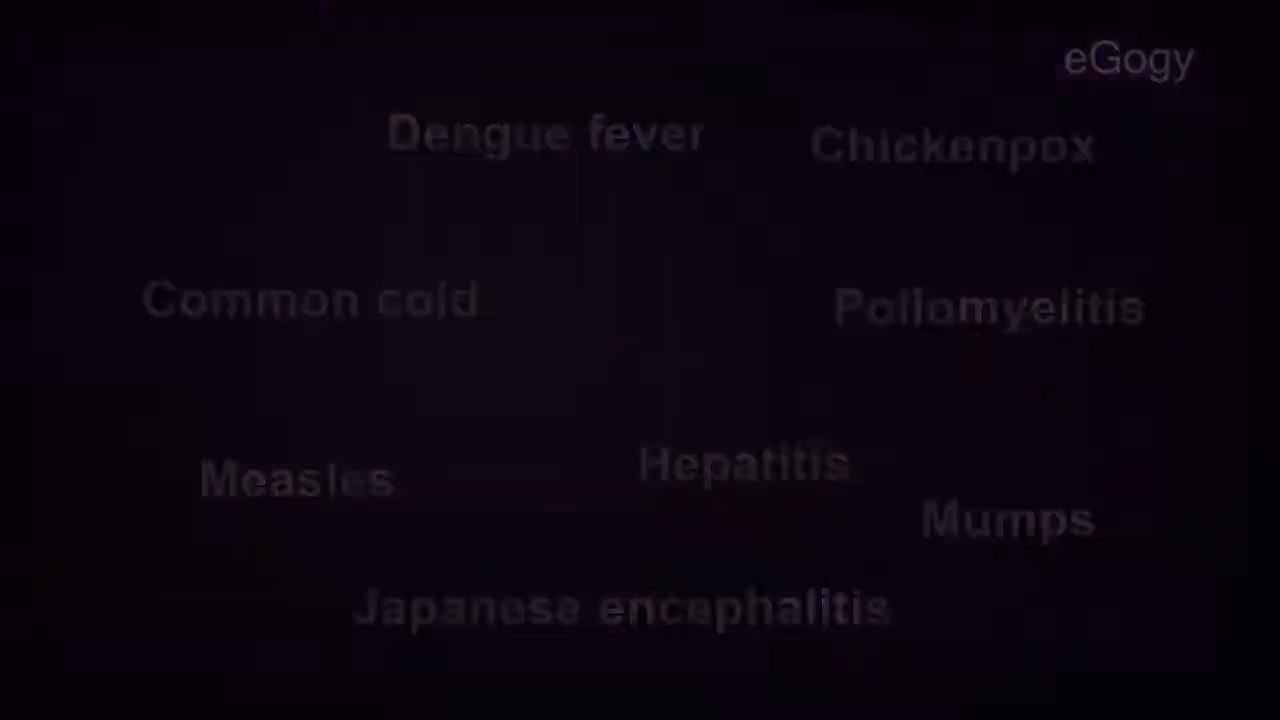 eGogy
Dengue fever
Chickenpox
Common cold
Poliomyelitis
Measles
Hepatitis
Mumps
Japanese encephalitis